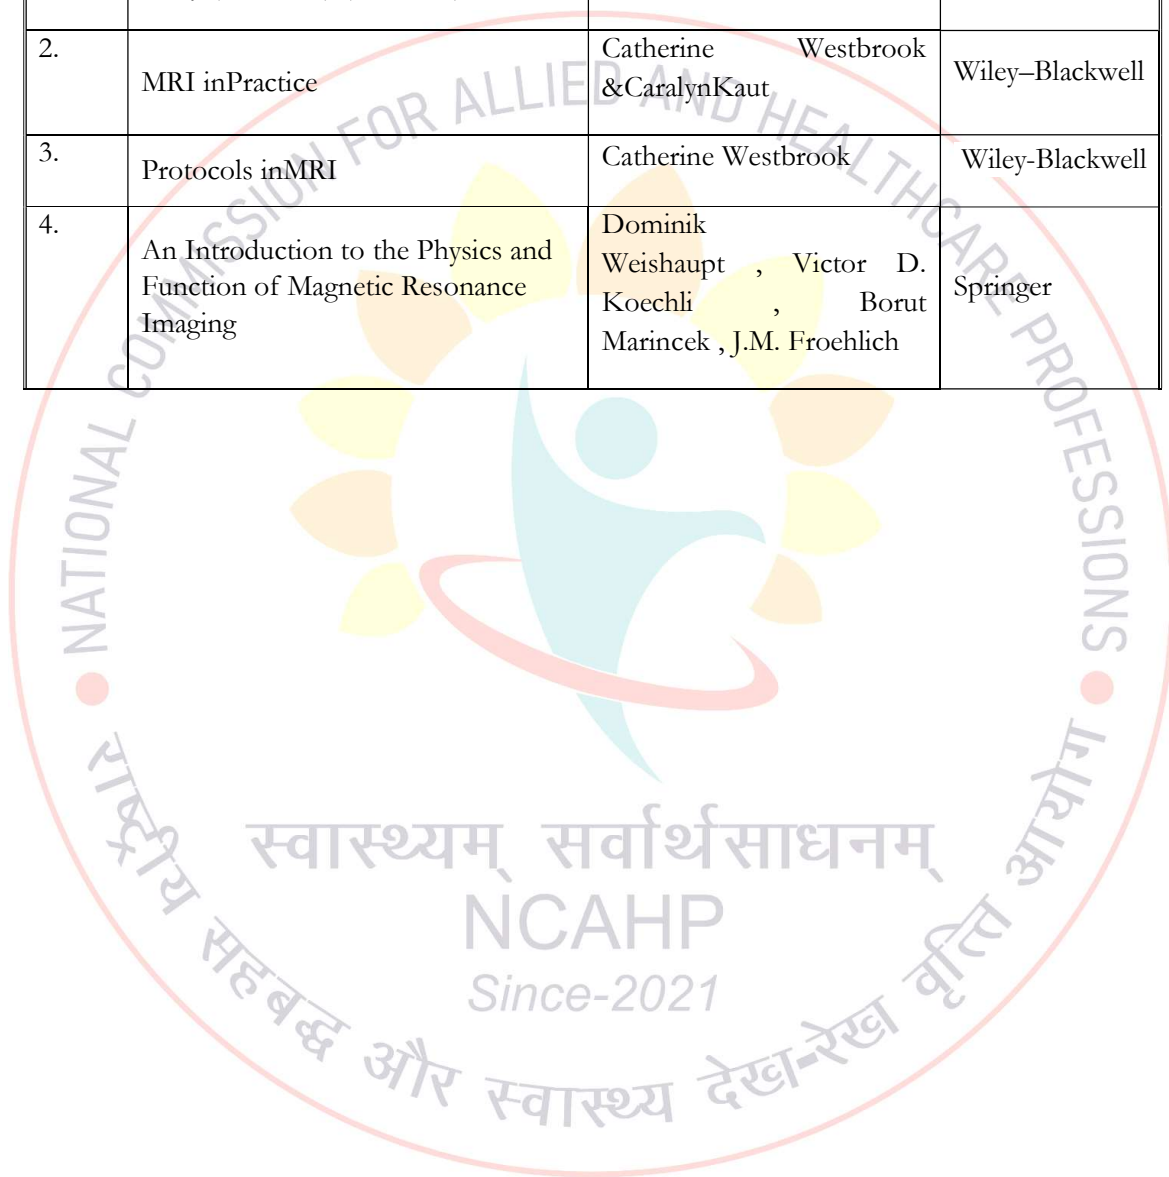 2.
MRI inPractice
Catherine Westbrook
&CaralynKaut
Wiley–Blackwell
3.
Protocols inMRI
Catherine Westbrook
Wiley-Blackwell
4.
An Introduction to the Physics and
Function of Magnetic Resonance
Imaging
Dominik
Weishaupt , Victor D.
Koechli , Borut
Marincek , J.M. Froehlich
Springer
NATIONAL COMMISSION FOR ALLIED AND HEALTHCARE PROFESSIONS
स्वास्थ्यम् सर्वार्थसाधनम्
NCAHP
Since-2021
राष्ट्रीय सहबद्ध और स्वास्थ्य देख-रेख वृत्ति आयोग